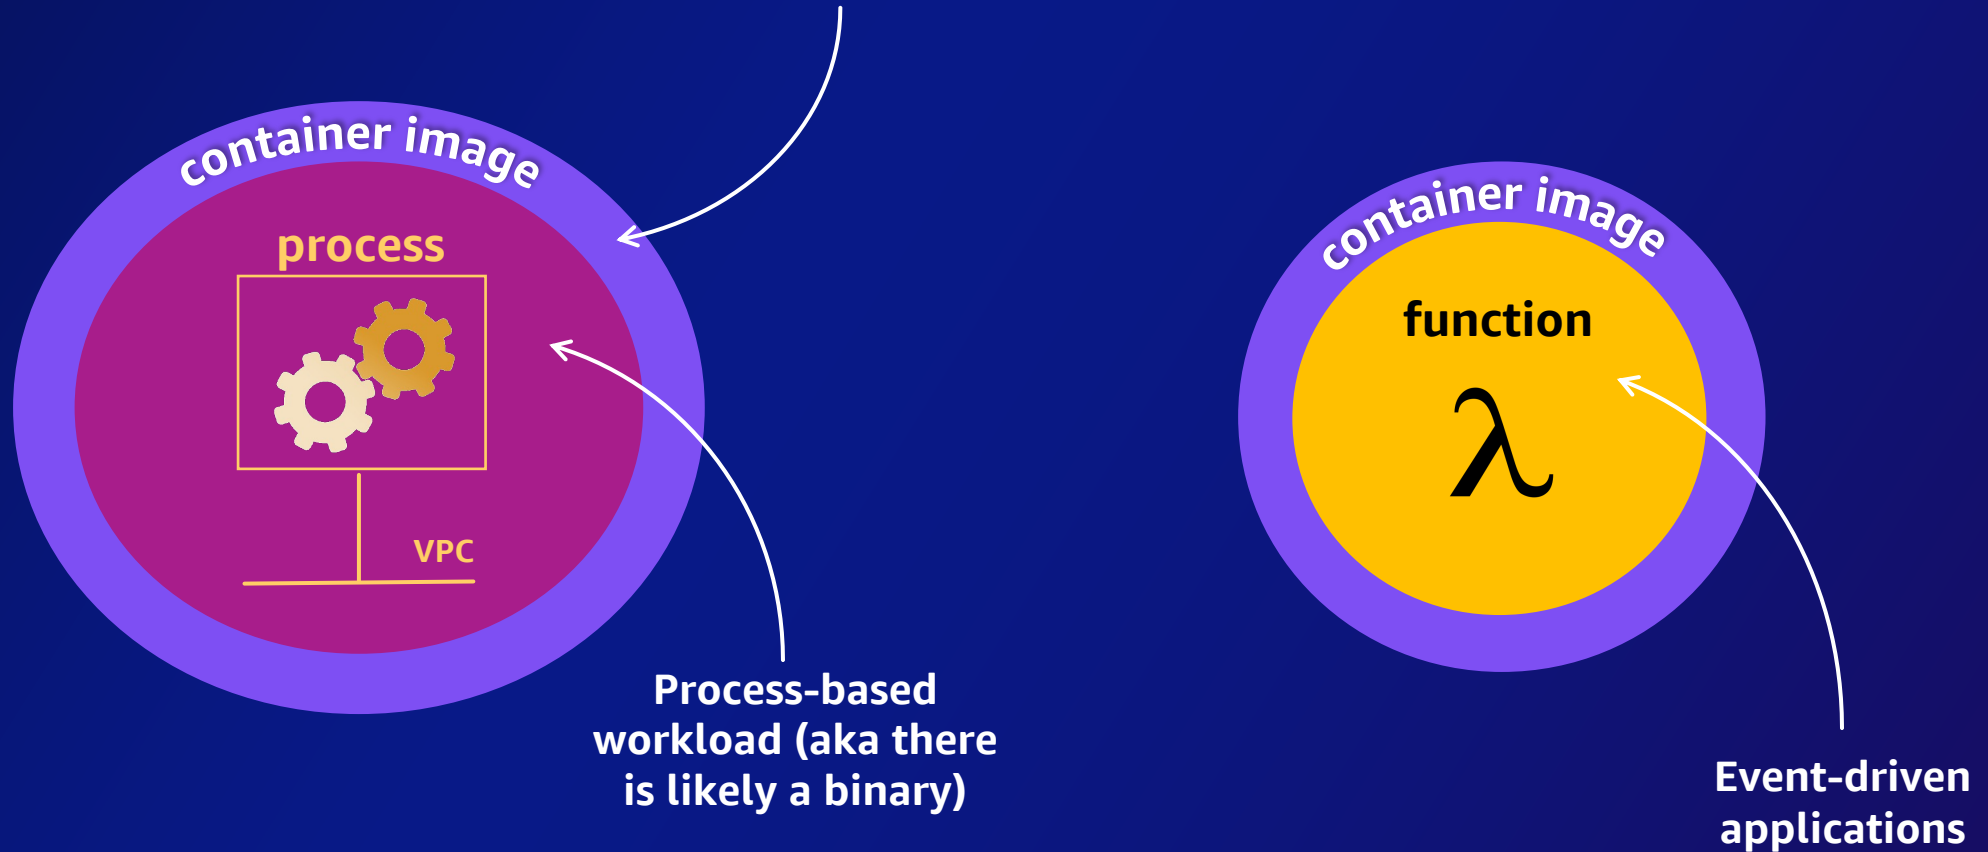 container image
process
VPC
Process-based
workload (aka there
is likely a binary)
container image
function
λ
Event-driven
applications